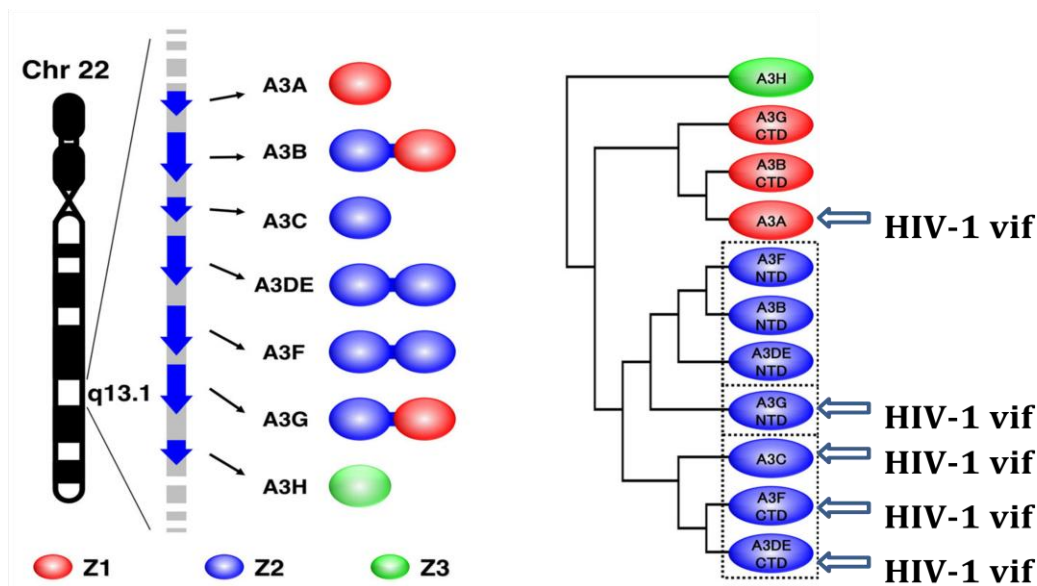 Chr 22
q13.1
A3A
A3B
A3C
A3DE
A3F
A3G
A3H
Z1
Z2
Z3
A3H
A3G
CTD
A3B
CTD
A3A
HIV-1 vif
A3F
NTD
A3B
NTD
A3DE
NTD
A3G
NTD
HIV-1 vif
A3C
HIV-1 vif
A3F
CTD
HIV-1 vif
A3DE
CTD
HIV-1 vif